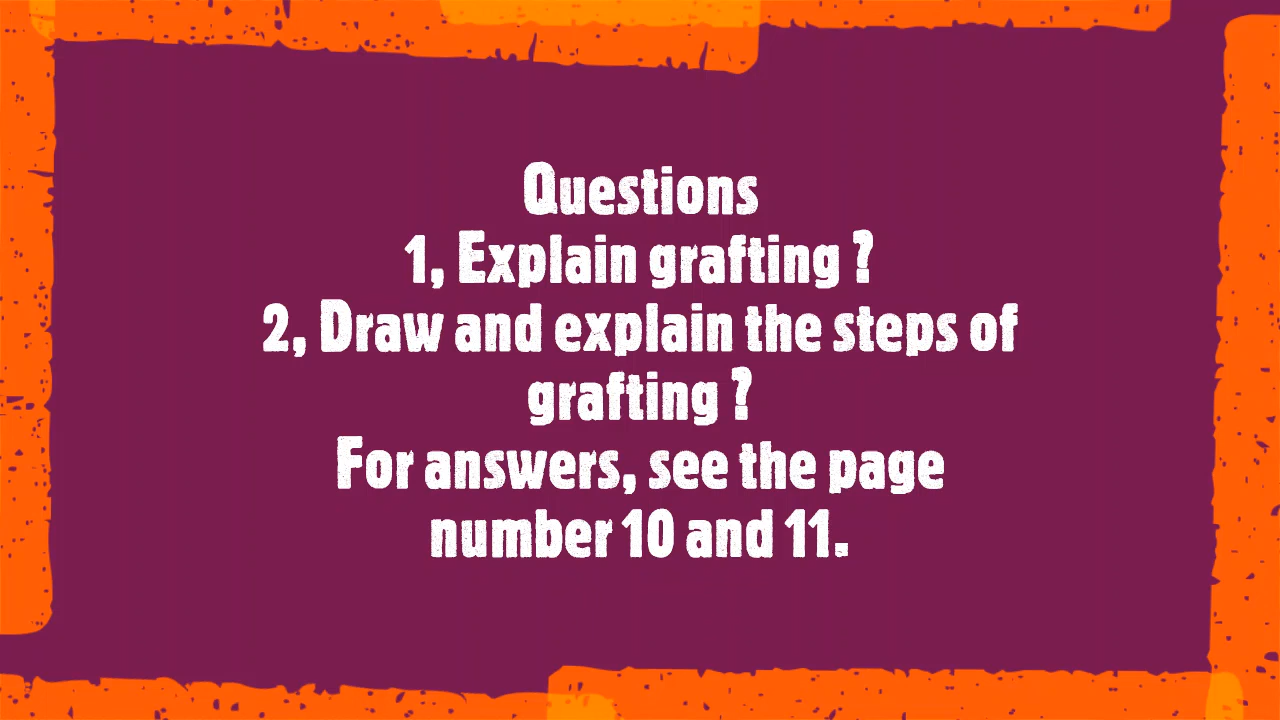 Questions
1, Explain grafting ?
2, Draw and explain the steps of
grafting ?
For answers, see the page
number 10 and 11.